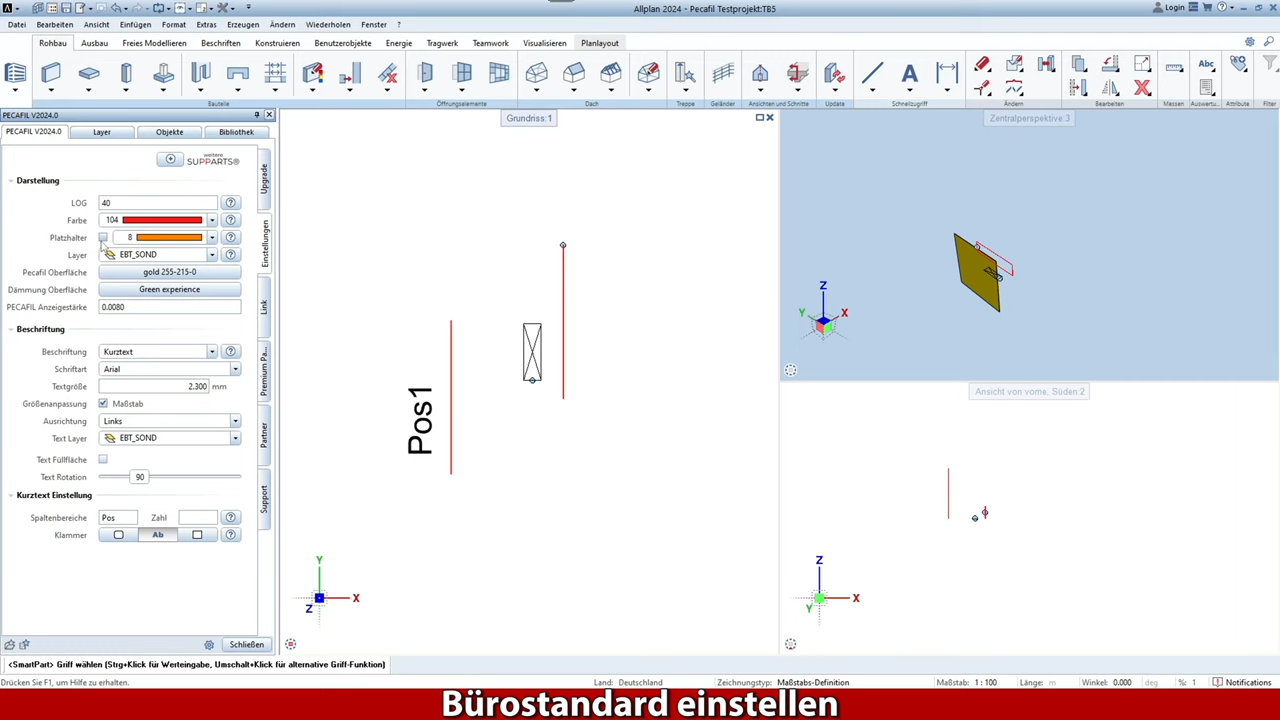 Allplan 2024 - Pecafil Testprojekt:TB5
Login
Datei Bearbeiten Ansicht Einfügen Format Extras Erzeugen Ändern Wiederholen Fenster ?
Rohbau Ausbau Freies Modellieren Beschriften Konstruieren Benutzerobjekte Energie Tragwerk Teamwork Visualisieren Planlayout
A
Abc
Bauteile Öffnungselemente Dach Treppe Geländer Ansichten und Schnitte Update Schnellzugriff Ändern Bearbeiten Messen Auswertu... Attribute Filter
PECAFIL V2024.0
PECAFIL V2024.0 Layer Objekte Bibliothek
weitere
SUPPARTS®
Darstellung
LOG 40 ?
Farbe 104 ?
Platzhalter 8 ?
Layer EBT_SOND ?
Pecafil Oberfläche gold 255-215-0
Dämmung Oberfläche Green experience
PECAFIL Anzeigestärke 0.0080
Beschriftung
Beschriftung Kurztext ?
Schriftart Arial
Textgröße 2.300 mm
Größenanpassung Maßstab
Ausrichtung Links
Text Layer EBT_SOND
Text Füllfläche
Text Rotation 90
Kurztext Einstellung
Spaltenbereiche Pos Zahl ?
Klammer Ab ?
Schließen
Upgrade
Einstellungen
Link
Premium Pa...
Partner
Support
Grundriss:1
Pos1
Y
Z X
Zentralperspektive:3
Z
Y X
Ansicht von vorne, Süden:2
Z
Y X
<SmartPart> Griff wählen (Strg+Klick für Werteingabe, Umschalt+Klick für alternative Griff-Funktion)
Drücken Sie F1, um Hilfe zu erhalten. Land: Deutschland Zeichnungstyp: Maßstabs-Definition Maßstab: 1 : 100 Länge: m Winkel: 0.000 deg %: 1 Notifications
Bürostandard einstellen